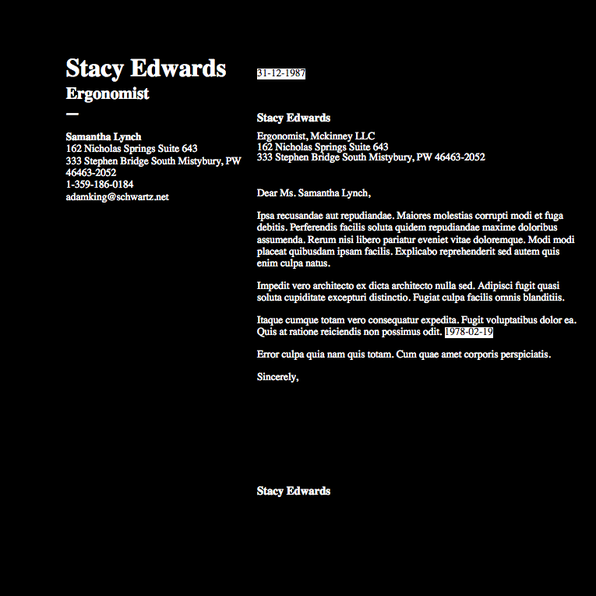 Stacy Edwards
Ergonomist
—
Samantha Lynch
162 Nicholas Springs Suite 643
333 Stephen Bridge South Mistybury, PW
46463-2052
1-359-186-0184
adamking@schwartz.net
31-12-1987
Stacy Edwards
Ergonomist, Mckinney LLC
162 Nicholas Springs Suite 643
333 Stephen Bridge South Mistybury, PW 46463-2052
Dear Ms. Samantha Lynch,
Ipsa recusandae aut repudiandae. Maiores molestias corrupti modi et fuga
debitis. Perferendis facilis soluta quidem repudiandae maxime doloribus
assumenda. Rerum nisi libero pariatur eveniet vitae doloremque. Modi modi
placeat quibusdam ipsam facilis. Explicabo reprehenderit sed autem quis
enim culpa natus.
Impedit vero architecto ex dicta architecto nulla sed. Adipisci fugit quasi
soluta cupiditate excepturi distinctio. Fugiat culpa facilis omnis blanditiis.
Itaque cumque totam vero consequatur expedita. Fugit voluptatibus dolor ea.
Quis at ratione reiciendis non possimus odit. 1978-02-19
Error culpa quia nam quis totam. Cum quae amet corporis perspiciatis.
Sincerely,
Stacy Edwards